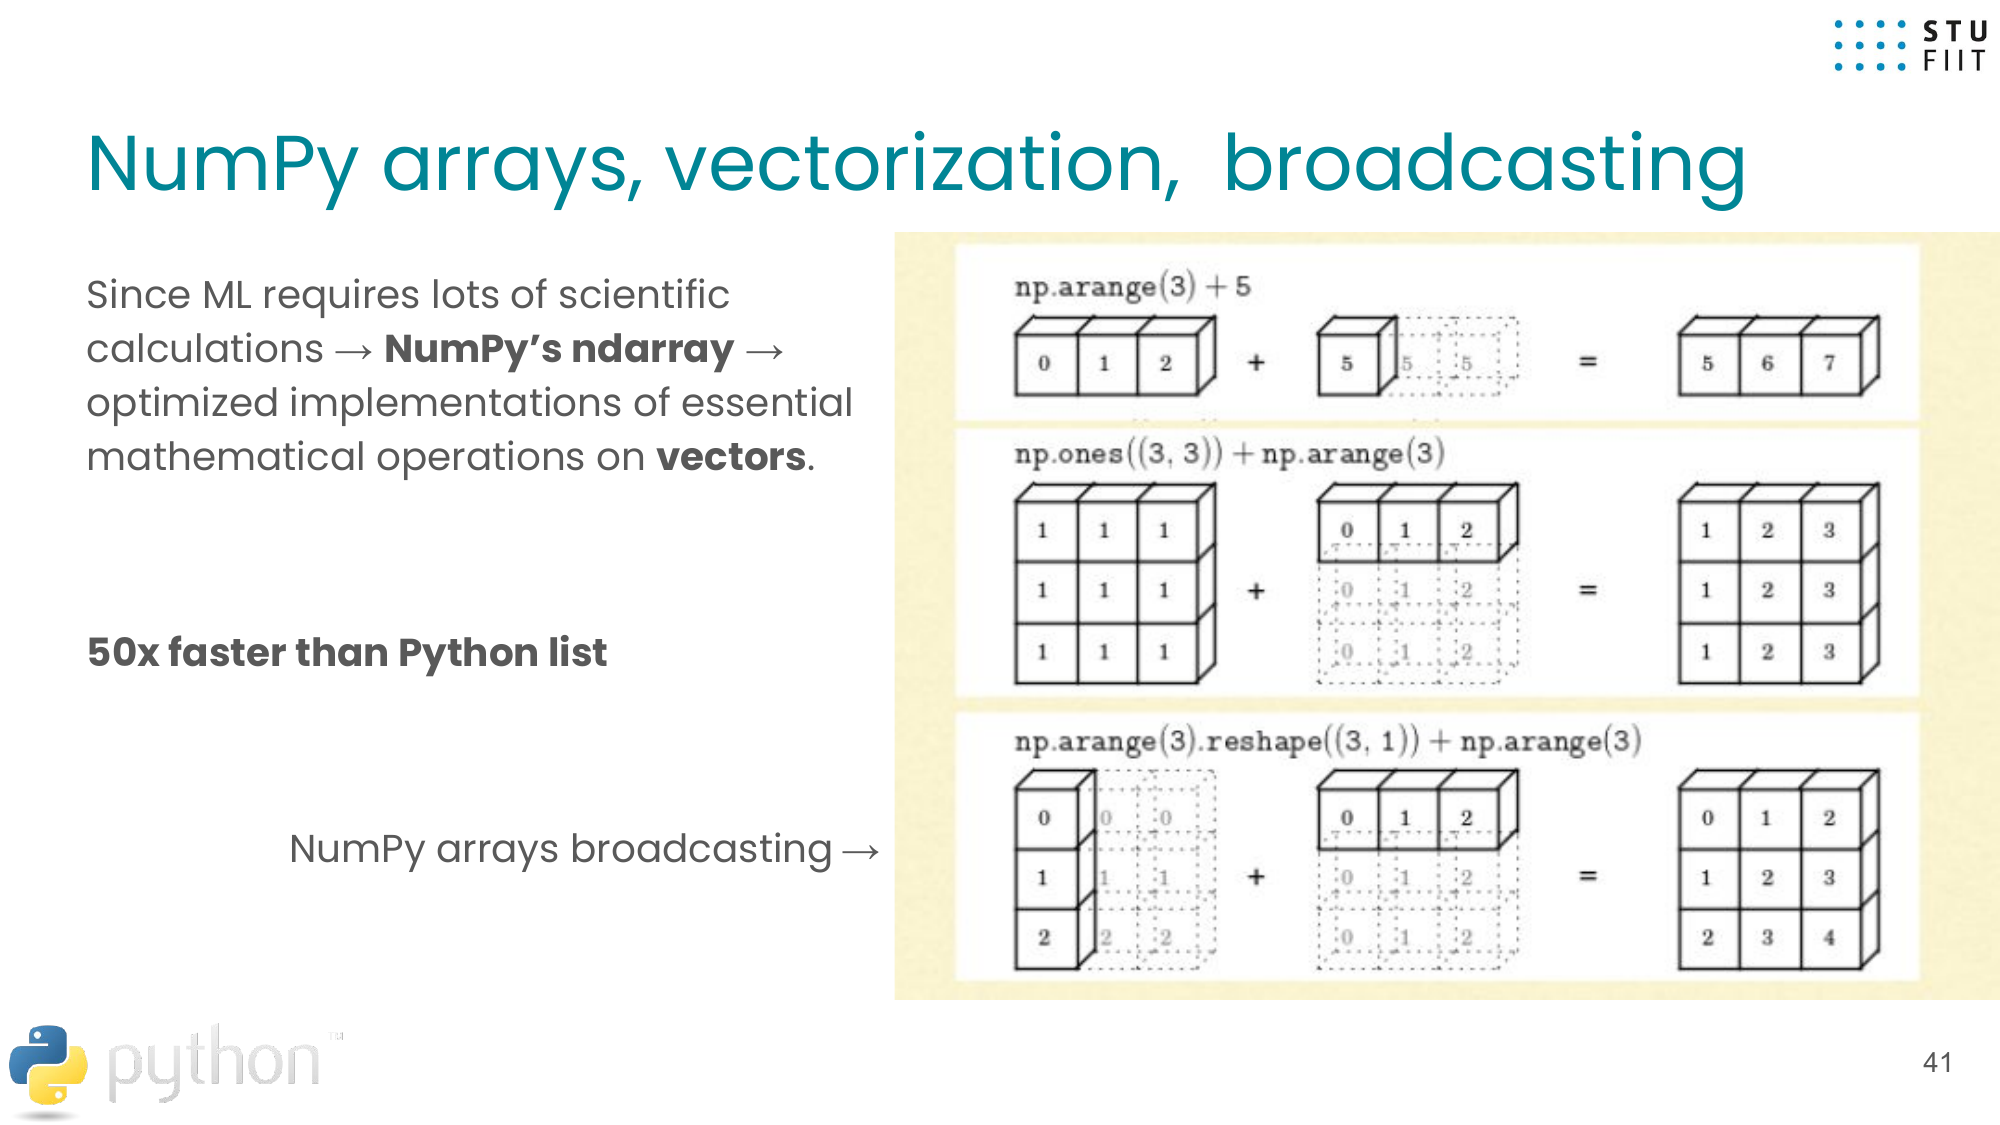 STU
FIIT
NumPy arrays, vectorization, broadcasting
Since ML requires lots of scientific
calculations → NumPy's ndarray →
optimized implementations of essential
mathematical operations on vectors.
50x faster than Python list
NumPy arrays broadcasting →
np.arange(3) + 5
0 1 2 + 5 5 5 = 5 6 7
np.ones((3, 3)) + np.arange(3)
1 1 1 0 1 2 1 2 3
1 1 1 + 0 1 2 = 1 2 3
1 1 1 0 1 2 1 2 3
np.arange(3).reshape((3, 1)) + np.arange(3)
0 0 0 0 1 2 0 1 2
1 1 1 + 0 1 2 = 1 2 3
2 2 2 0 1 2 2 3 4
python™
41